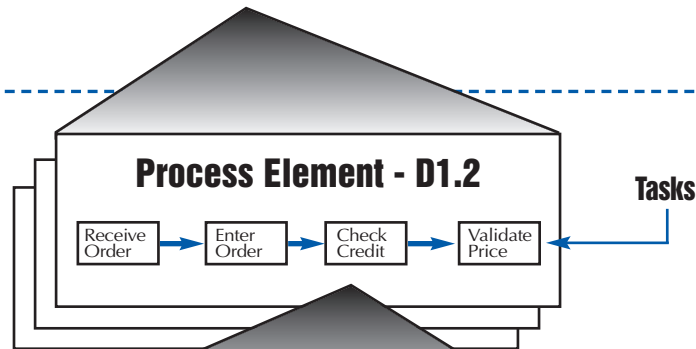 Process Element - D1.2
Tasks
Receive
Order
Enter
Order
Check
Credit
Validate
Price